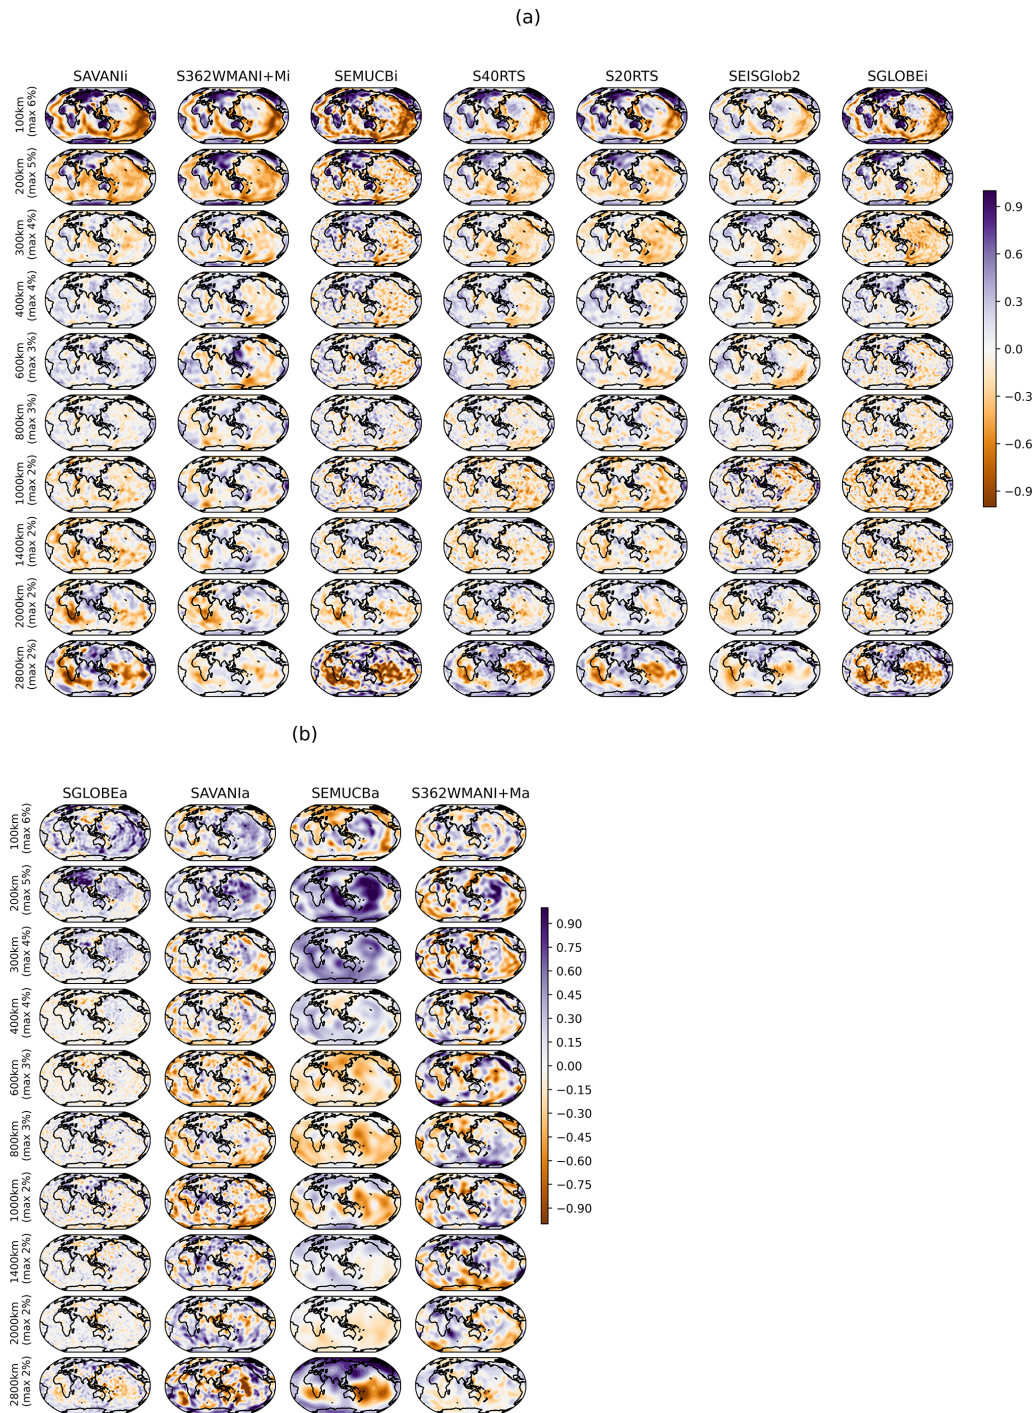 (a)
SAVANIi S362WMANI+Mi SEMUCBi S40RTS S20RTS SEISGlob2 SGLOBEi
100km
(max 6%)
200km
(max 5%)
300km
(max 4%)
400km
(max 4%)
600km
(max 3%)
800km
(max 3%)
1000km
(max 2%)
1400km
(max 2%)
2000km
(max 2%)
2800km
(max 2%)
0.9
0.6
0.3
0.0
−0.3
−0.6
−0.9
(b)
SGLOBEa SAVANIa SEMUCBa S362WMANI+Ma
100km
(max 6%)
200km
(max 5%)
300km
(max 4%)
400km
(max 4%)
600km
(max 3%)
800km
(max 3%)
1000km
(max 2%)
1400km
(max 2%)
2000km
(max 2%)
2800km
(max 2%)
0.90
0.75
0.60
0.45
0.30
0.15
0.00
−0.15
−0.30
−0.45
−0.60
−0.75
−0.90